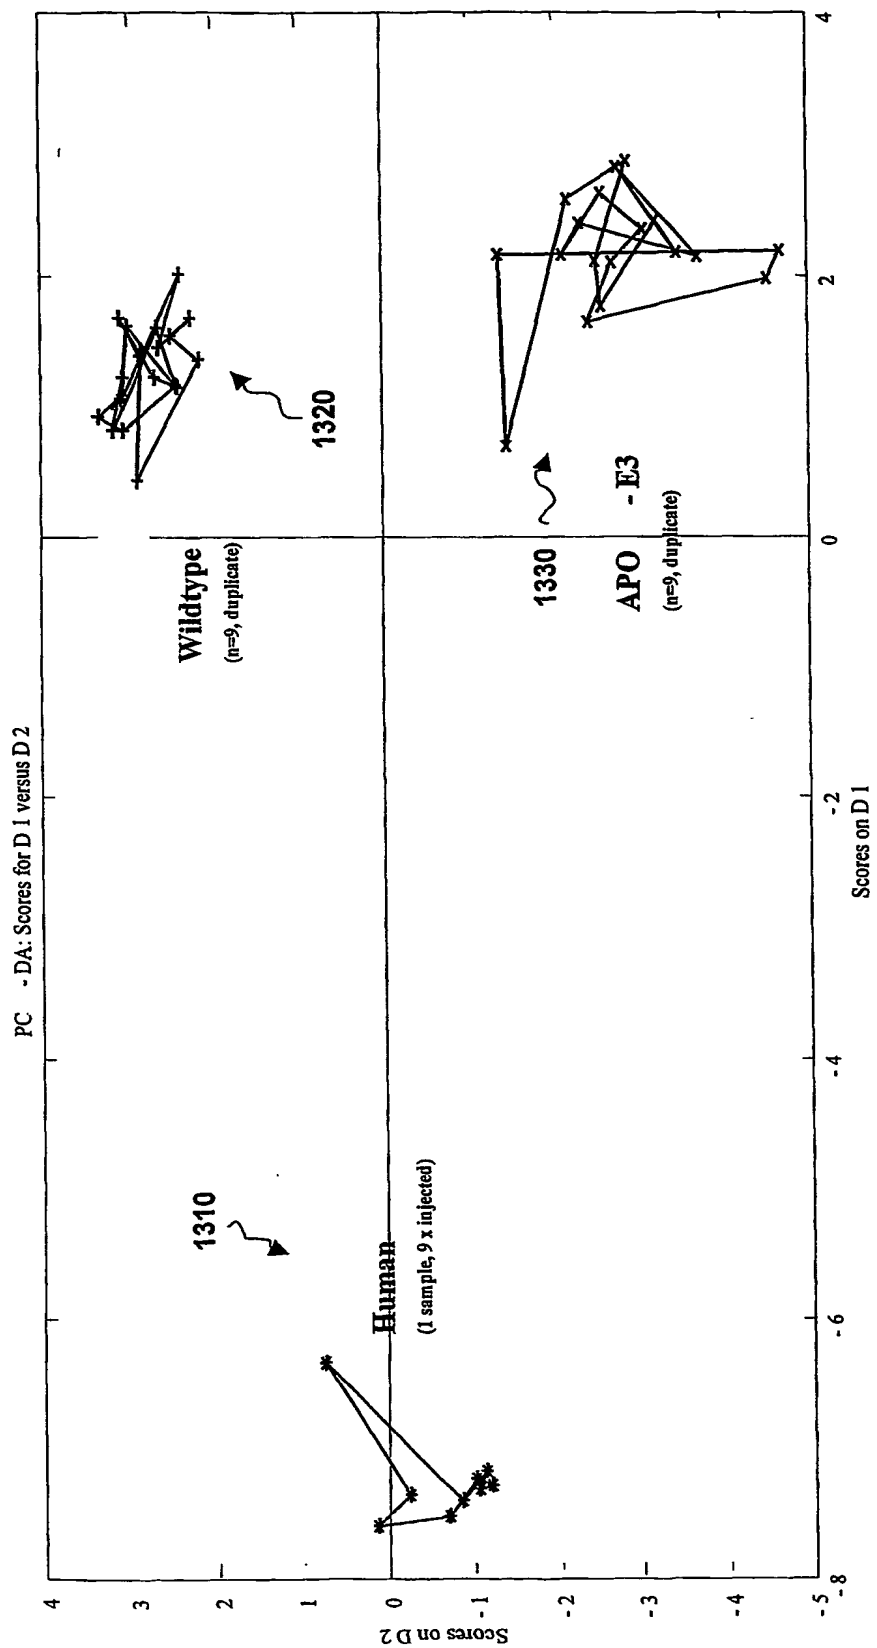 PC - DA: Scores for D 1 versus D 2
4
3
2
1
0
-1
-2
-3
-4
-5
Scores on D 2
1310
Human
(1 sample, 9 x injected)
Wildtype
(n=9, duplicate)
1320
1330
APO - E3
(n=9, duplicate)
-8
-6
-4
-2
0
2
4
Scores on D 1